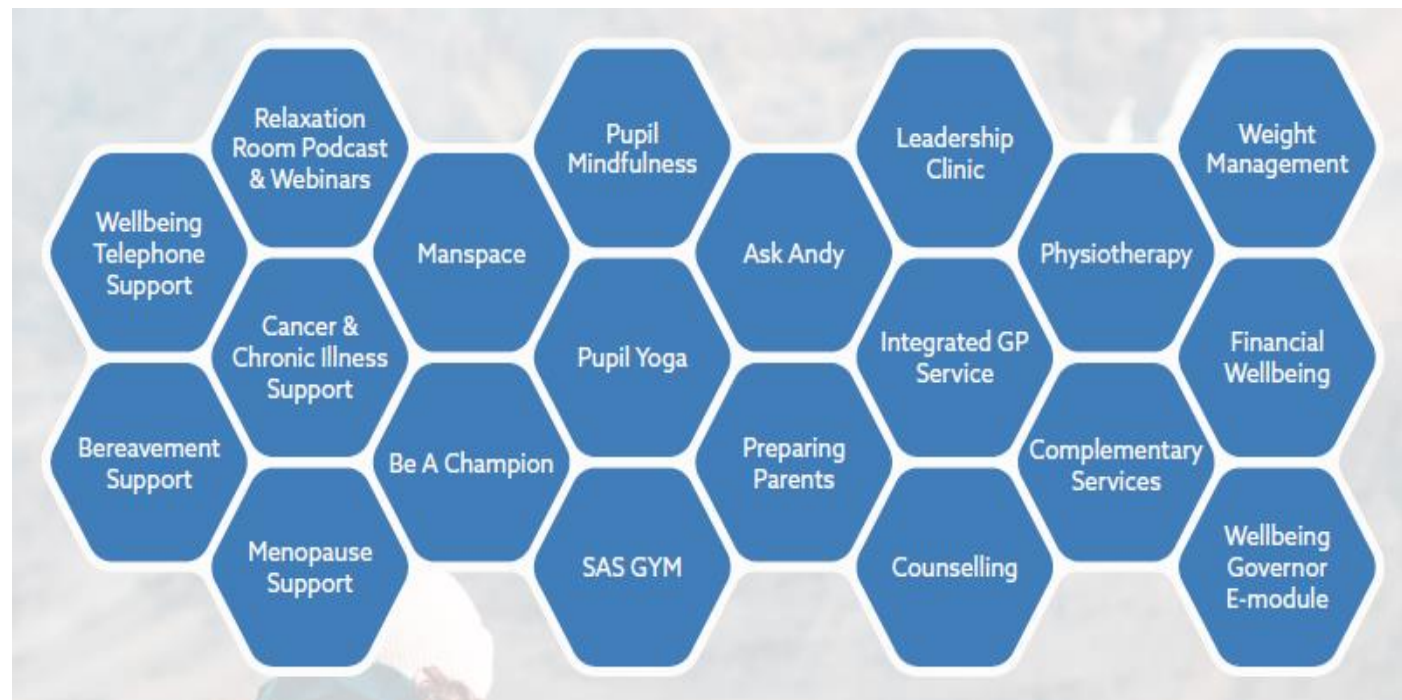 Relaxation
Room Podcast
& Webinars
Pupil
Mindfulness
Leadership
Clinic
Weight
Management
Wellbeing
Telephone
Support
Manspace
Ask Andy
Physiotherapy
Cancer &
Chronic Illness
Support
Pupil Yoga
Integrated GP
Service
Financial
Wellbeing
Bereavement
Support
Be A Champion
Preparing
Parents
Complementary
Services
Menopause
Support
SAS GYM
Counselling
Wellbeing
Governor
E-module